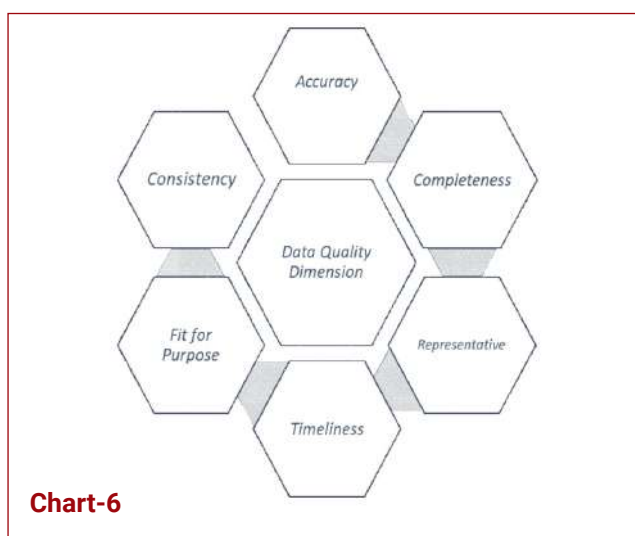 Accuracy
Consistency
Completeness
Data Quality
Dimension
Fit for
Purpose
Representative
Timeliness
Chart-6